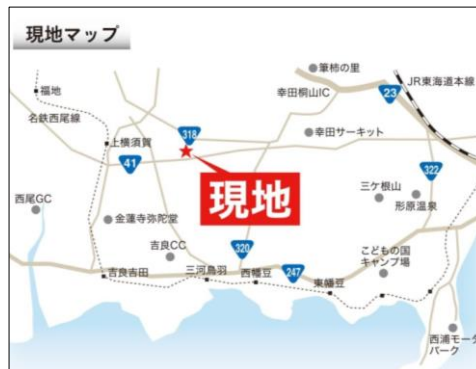 現地マップ
筆柿の里
JR東海道本線
幸田桐山IC
23
福地
名鉄西尾線
318
上横須賀
幸田サーキット
41
322
現地
西尾GC
三ケ根山
形原温泉
金蓮寺弥陀堂
吉良CC
320
こどもの国
キャンプ場
吉良吉田
三河鳥羽
西幡豆
247
東幡豆
西浦モータ
パーク